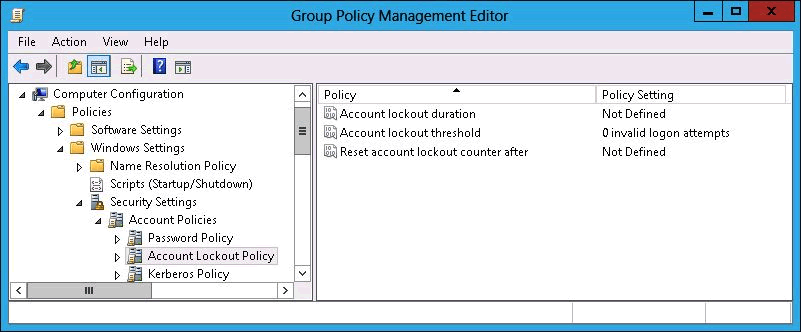 Group Policy Management Editor
File Action View Help
Computer Configuration
Policies
Software Settings
Windows Settings
Name Resolution Policy
Scripts (Startup/Shutdown)
Security Settings
Account Policies
Password Policy
Account Lockout Policy
Kerberos Policy
Policy Policy Setting
Account lockout duration Not Defined
Account lockout threshold 0 invalid logon attempts
Reset account lockout counter after Not Defined